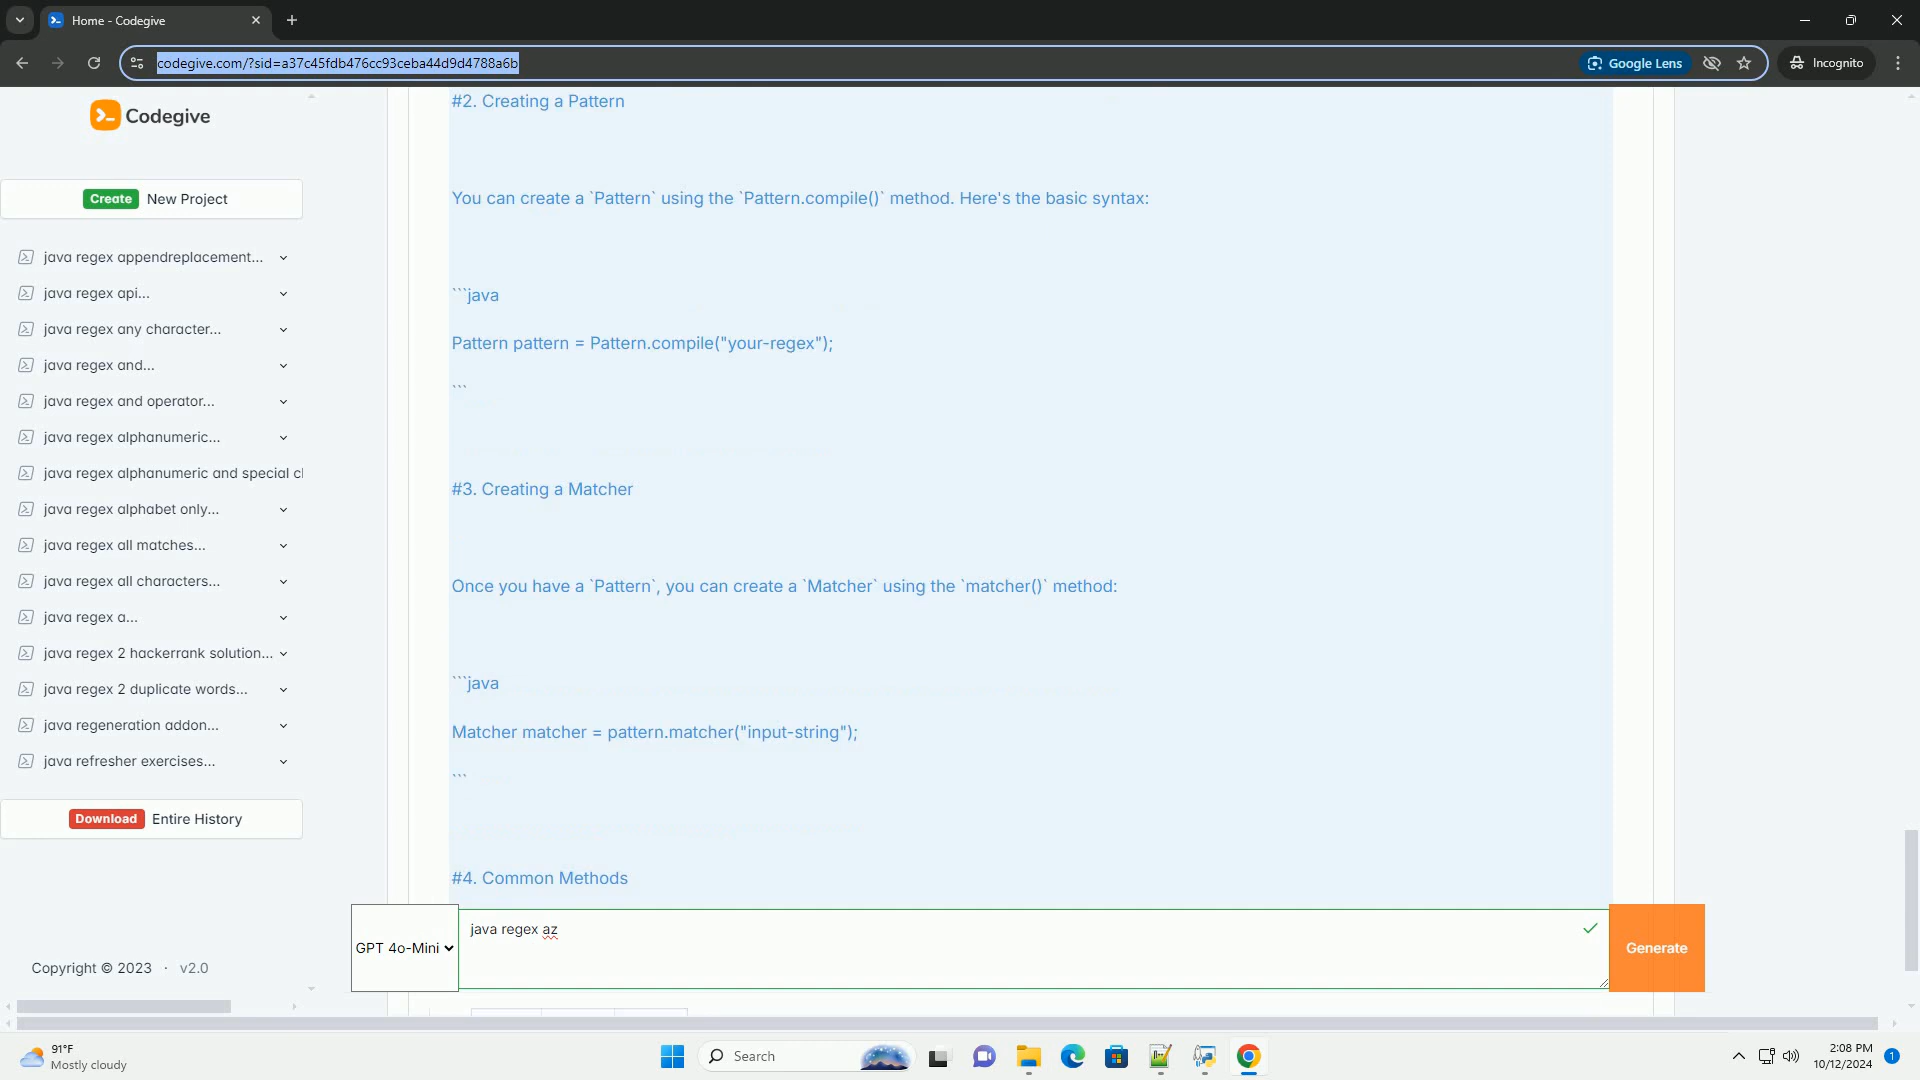 Home - Codegive
codegive.com/?sid=a37c45fdb476cc93ceba44d9d4788a6b
Google Lens
Incognito
Codegive
Create New Project
java regex appendreplacement...
java regex api...
java regex any character...
java regex and...
java regex and operator...
java regex alphanumeric...
java regex alphanumeric and special cl
java regex alphabet only...
java regex all matches...
java regex all characters...
java regex a...
java regex 2 hackerrank solution...
java regex 2 duplicate words...
java regeneration addon...
java refresher exercises...
Download Entire History
Copyright © 2023 · v2.0
#2. Creating a Pattern
You can create a `Pattern` using the `Pattern.compile()` method. Here's the basic syntax:
```java
Pattern pattern = Pattern.compile("your-regex");
```
#3. Creating a Matcher
Once you have a `Pattern`, you can create a `Matcher` using the `matcher()` method:
```java
Matcher matcher = pattern.matcher("input-string");
```
#4. Common Methods
GPT 4o-Mini
java regex az
Generate
91°F
Mostly cloudy
Search
2:08 PM
10/12/2024
1